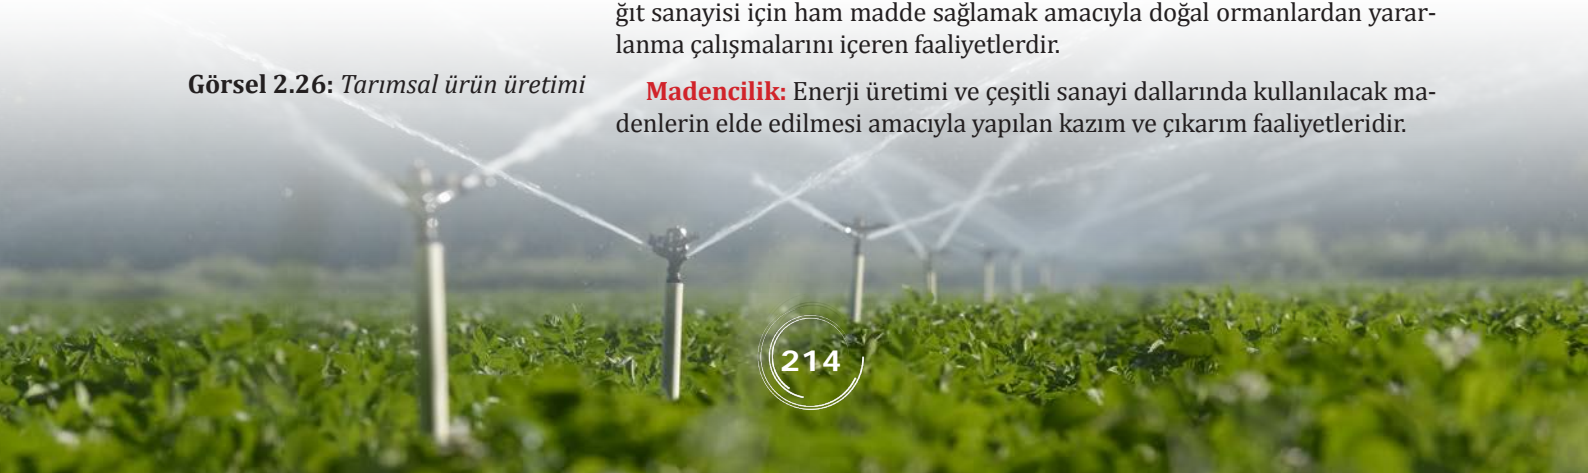 ğıt sanayisi için ham madde sağlamak amacıyla doğal ormanlardan yarar-
lanma çalışmalarını içeren faaliyetlerdir.
Görsel 2.26: Tarımsal ürün üretimi
Madencilik: Enerji üretimi ve çeşitli sanayi dallarında kullanılacak ma-
denlerin elde edilmesi amacıyla yapılan kazım ve çıkarım faaliyetleridir.
214